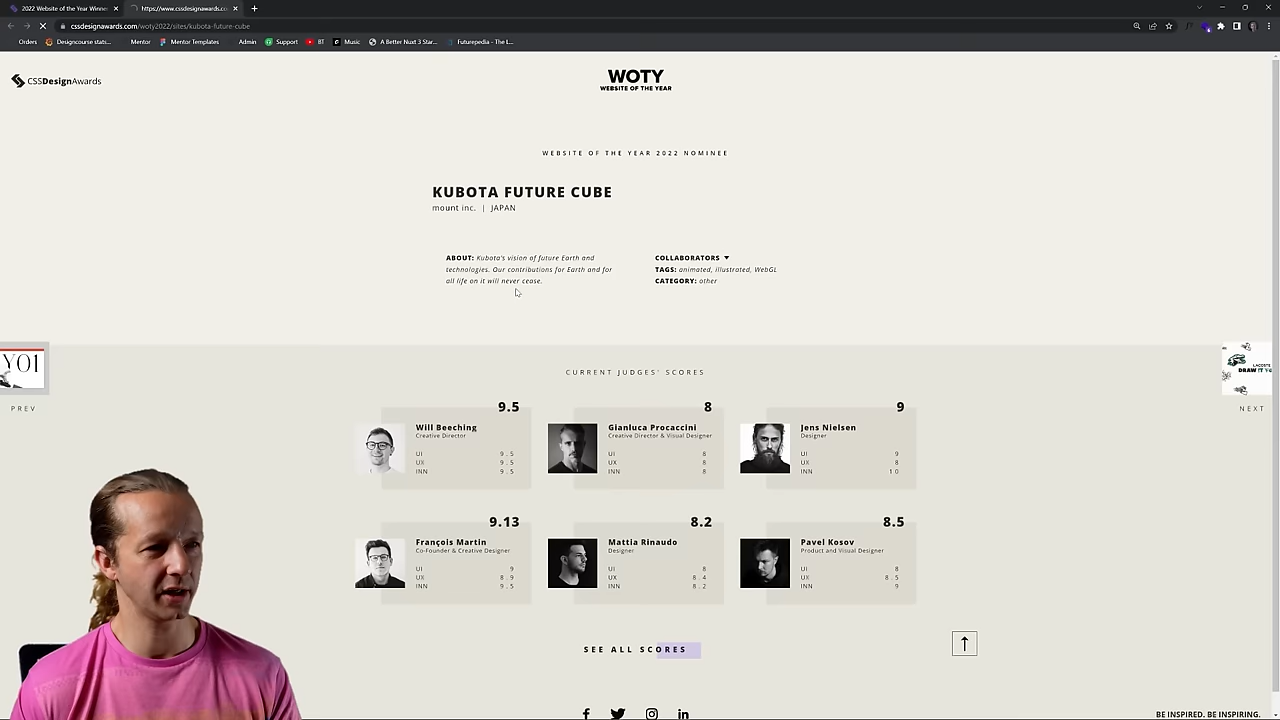 2022 Website of the Year Winne
https://www.cssdesignawards.co
cssdesignawards.com/woty2022/sites/kubota-future-cube
Orders
Designcourse stats...
Mentor
Mentor Templates
Admin
Support
BT
Music
A Better Nuxt 3 Star...
Futurepedia - The L...
CSSDesignAwards
WOTY
WEBSITE OF THE YEAR
WEBSITE OF THE YEAR 2022 NOMINEE
KUBOTA FUTURE CUBE
mount inc. | JAPAN
ABOUT: Kubota's vision of future Earth and
technologies. Our contributions for Earth and for
all life on it will never cease.
COLLABORATORS
TAGS: animated, illustrated, WebGL
CATEGORY: other
YO1
PREV
LACOSTE
DRAW IT YO
NEXT
CURRENT JUDGES' SCORES
9.5
Will Beeching
Creative Director
UI 9.5
UX 9.5
INN 9.5
8
Gianluca Procaccini
Creative Director & Visual Designer
UI 8
UX 8
INN 8
9
Jens Nielsen
Designer
UI 9
UX 8
INN 10
9.13
François Martin
Co-Founder & Creative Designer
UI 9
UX 8.9
INN 9.5
8.2
Mattia Rinaudo
Designer
UI 8
UX 8.4
INN 8.2
8.5
Pavel Kosov
Product and Visual Designer
UI 8
UX 8.5
INN 9
SEE ALL SCORES
BE INSPIRED. BE INSPIRING.